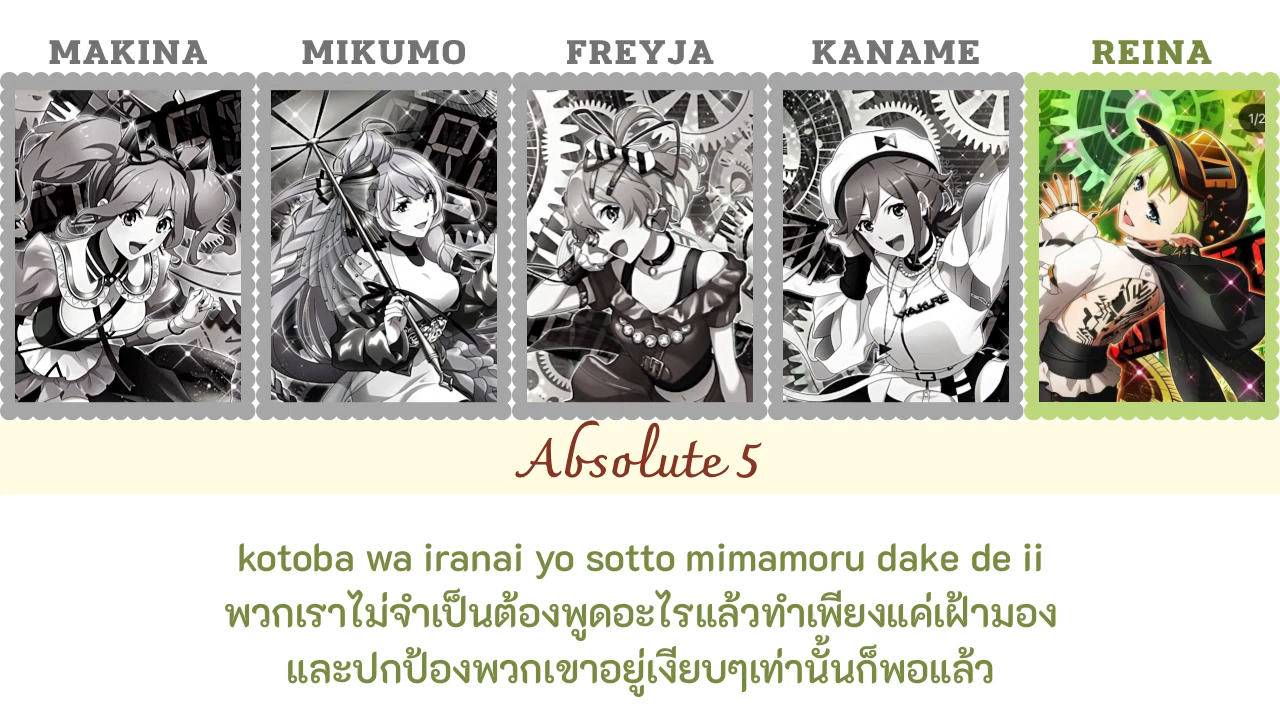 MAKINA MIKUMO FREYJA KANAME REINA
1/2
HAKURE
Absolute 5
kotoba wa iranai yo sotto mimamoru dake de ii
พวกเราไม่จำเป็นต้องพูดอะไรแล้วทำเพียงแค่เฝ้ามอง
และปกป้องพวกเขาอยู่เงียบๆเท่านั้นก็พอแล้ว